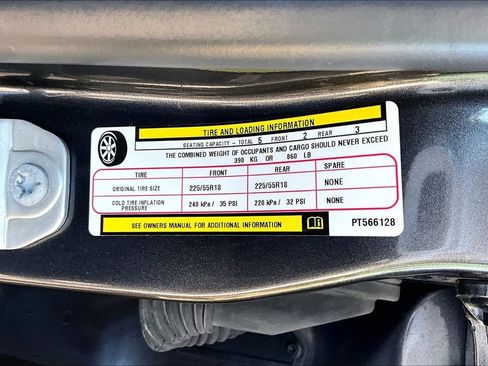 TIRE AND LOADING INFORMATION
SEATING CAPACITY - TOTAL 5 FRONT 2 REAR 3
THE COMBINED WEIGHT OF OCCUPANTS AND CARGO SHOULD NEVER EXCEED
390 KG OR 860 LB
TIRE FRONT REAR SPARE
ORIGINAL TIRE SIZE 225/55R18 225/55R18 NONE
COLD TIRE INFLATION PRESSURE 240 kPa / 35 PSI 220 kPa / 32 PSI NONE
SEE OWNERS MANUAL FOR ADDITIONAL INFORMATION PT566128